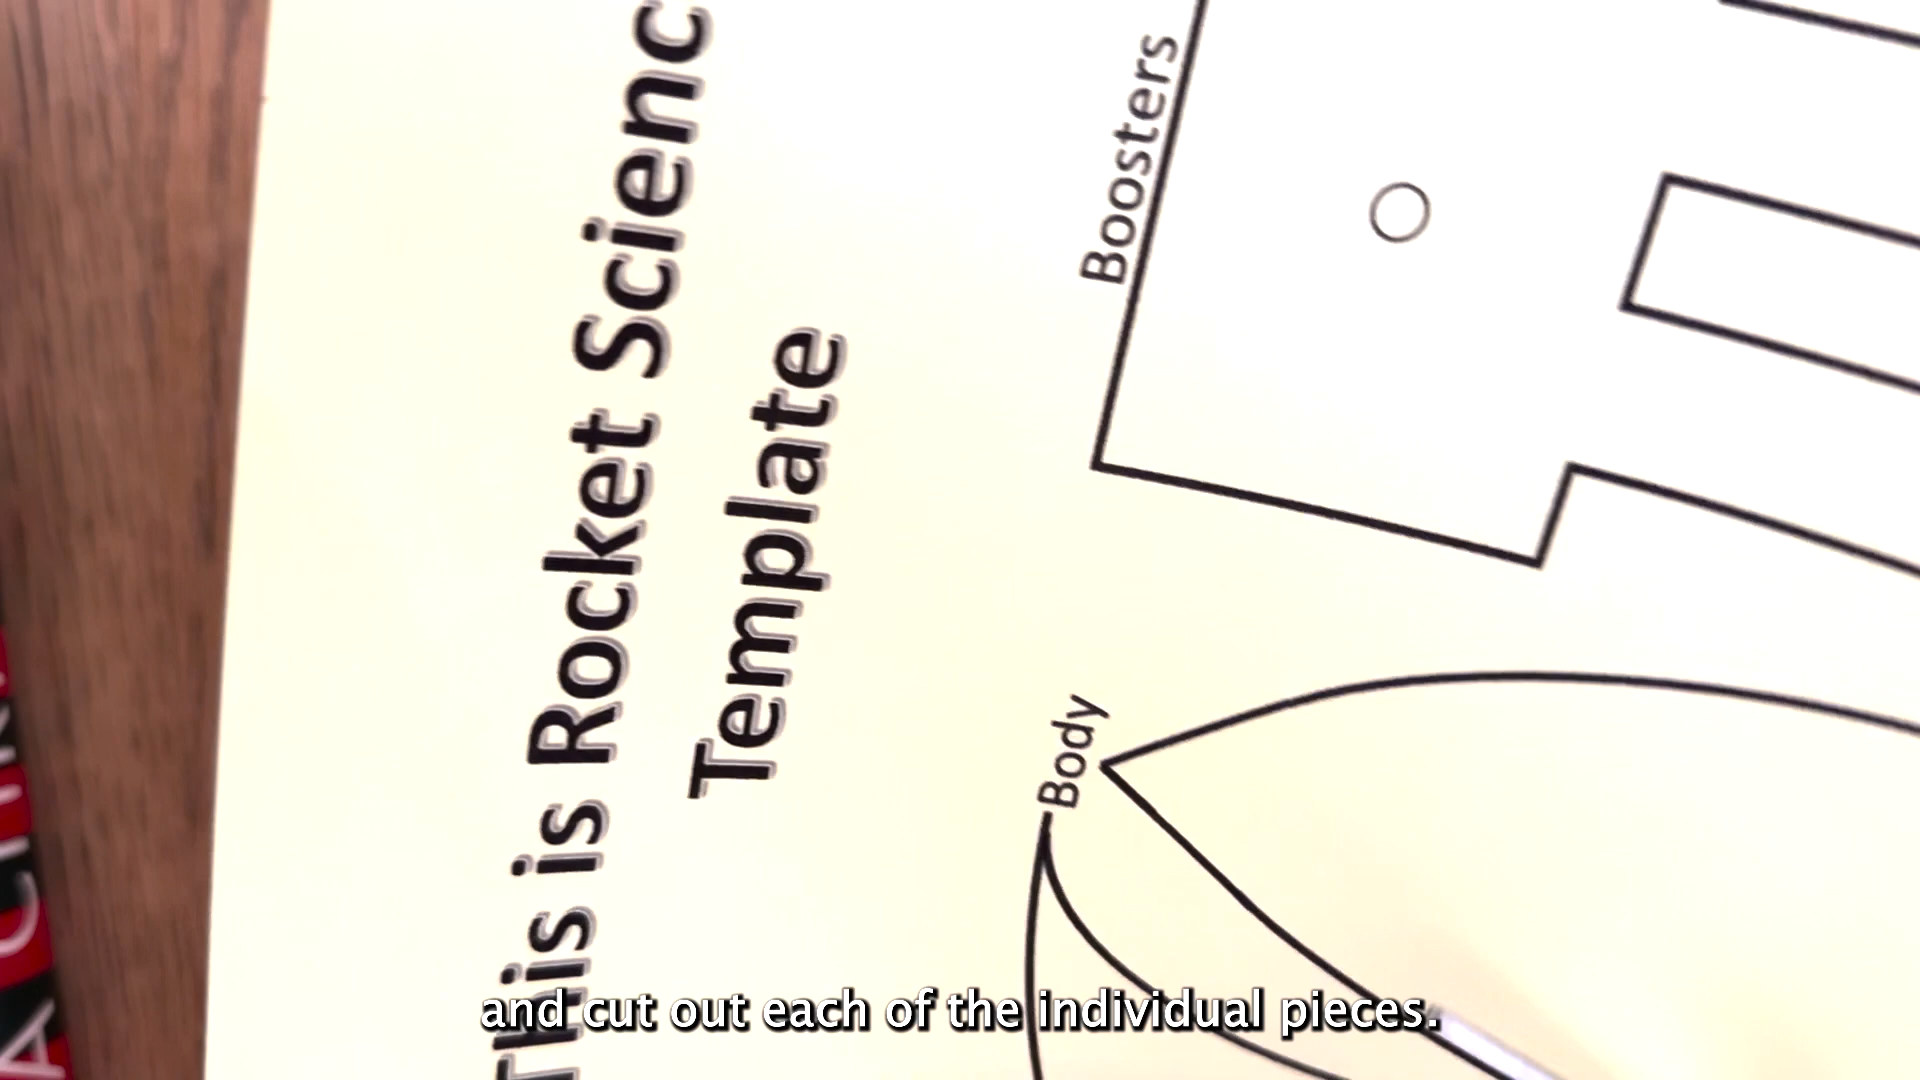 This is Rocket Scienc
Template
Boosters
Body
and cut out each of the individual pieces.